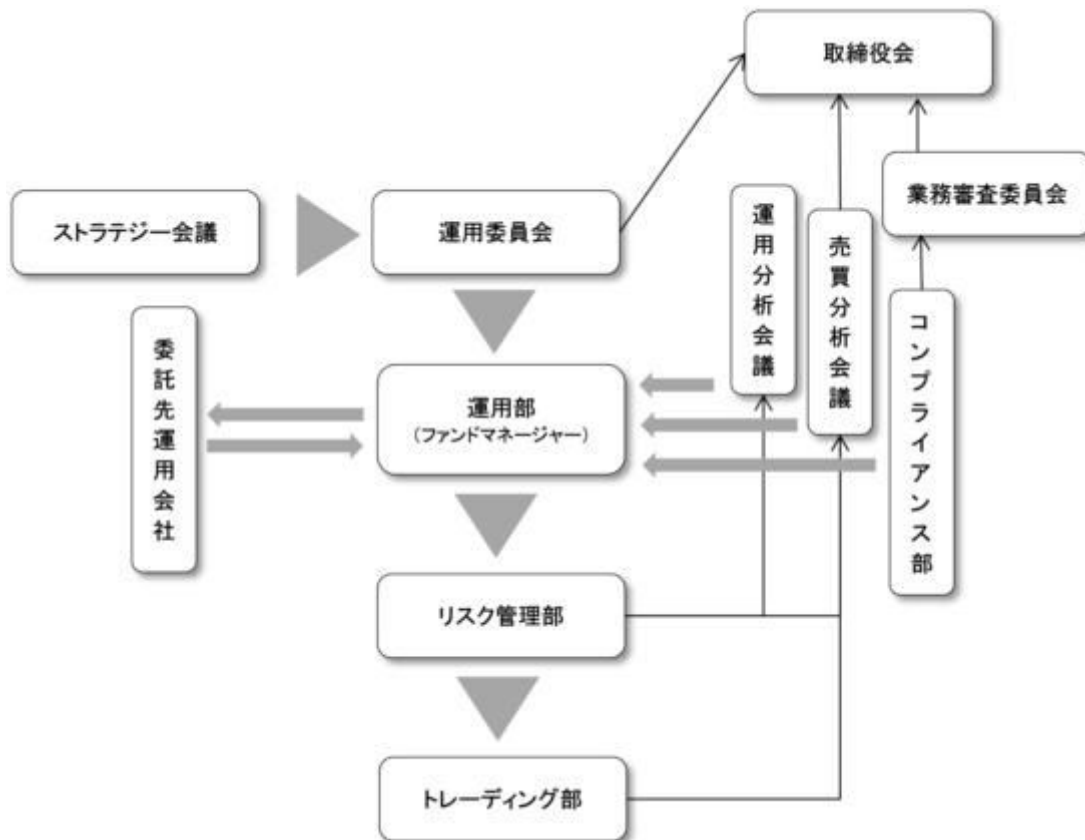 取締役会
業務審査委員会
ストラテジー会議
運用委員会
運用分析会議
売買分析会議
コンプライアンス部
委託先運用会社
運用部
(ファンドマネージャー)
リスク管理部
トレーディング部